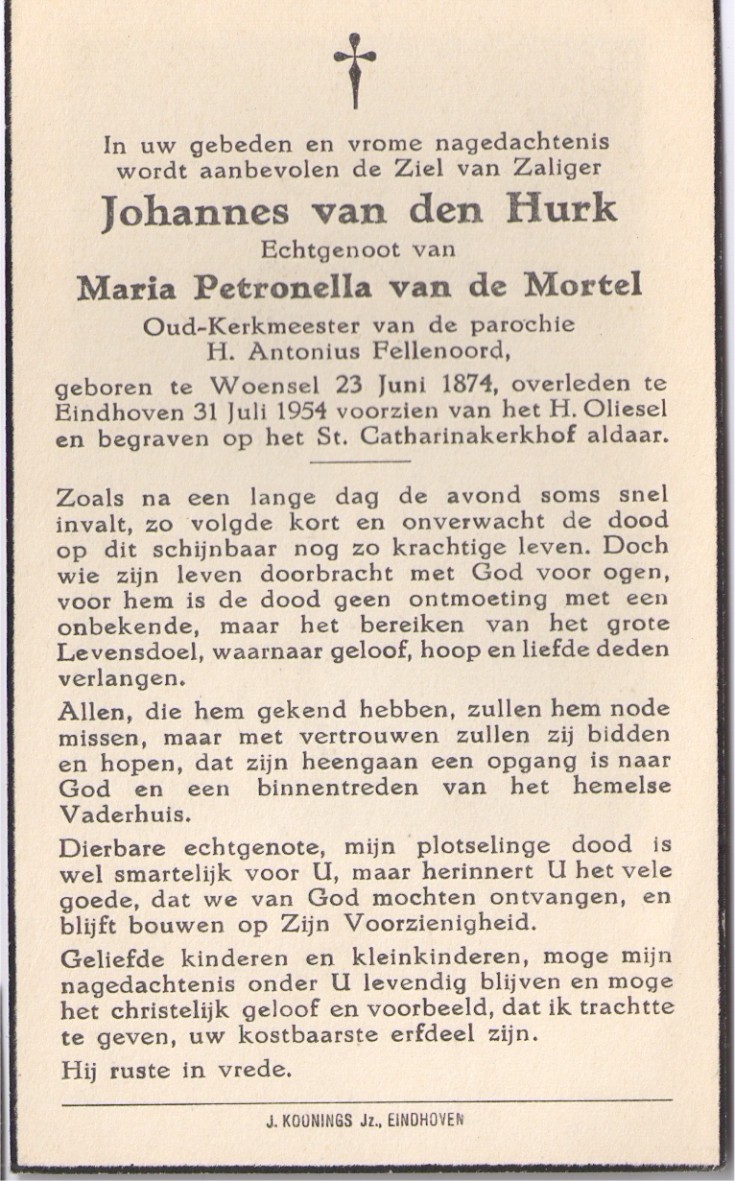 In uw gebeden en vrome nagedachtenis
wordt aanbevolen de Ziel van Zaliger
Johannes van den Hurk
Echtgenoot van
Maria Petronella van de Mortel
Oud-Kerkmeester van de parochie
H. Antonius Fellenoord,
geboren te Woensel 23 Juni 1874, overleden te
Eindhoven 31 Juli 1954 voorzien van het H. Oliesel
en begraven op het St. Catharinakerkhof aldaar.
Zoals na een lange dag de avond soms snel
invalt, zo volgde kort en onverwacht de dood
op dit schijnbaar nog zo krachtige leven. Doch
wie zijn leven doorbracht met God voor ogen,
voor hem is de dood geen ontmoeting met een
onbekende, maar het bereiken van het grote
Levensdoel, waarnaar geloof, hoop en liefde deden
verlangen.
Allen, die hem gekend hebben, zullen hem node
missen, maar met vertrouwen zullen zij bidden
en hopen, dat zijn heengaan een opgang is naar
God en een binnentreden van het hemelse
Vaderhuis.
Dierbare echtgenote, mijn plotselinge dood is
wel smartelijk voor U, maar herinnert U het vele
goede, dat we van God mochten ontvangen, en
blijft bouwen op Zijn Voorzienigheid.
Geliefde kinderen en kleinkinderen, moge mijn
nagedachtenis onder U levendig blijven en moge
het christelijk geloof en voorbeeld, dat ik trachtte
te geven, uw kostbaarste erfdeel zijn.
Hij ruste in vrede.
J. KOONINGS Jz., EINDHOVEN